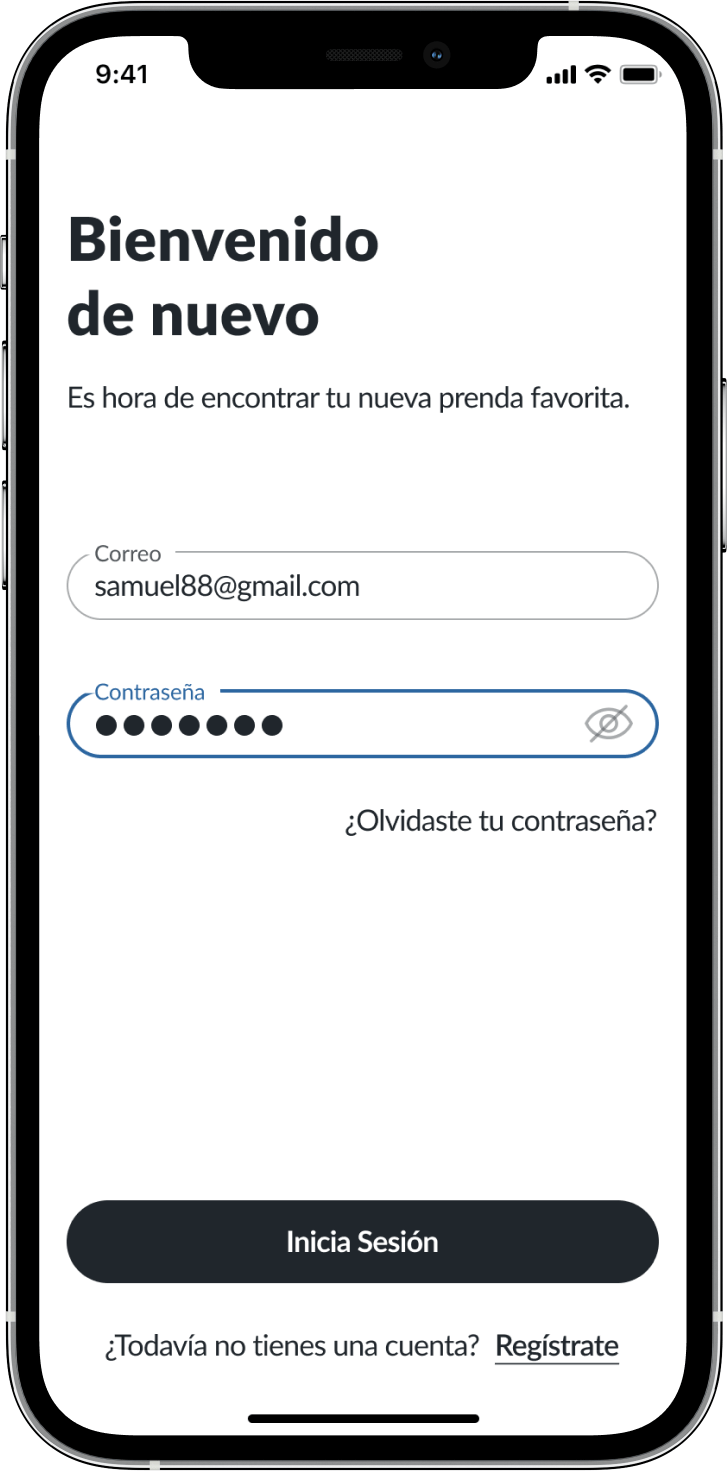 9:41
Bienvenido
de nuevo
Es hora de encontrar tu nueva prenda favorita.
Correo
samuel88@gmail.com
Contraseña
●●●●●●●
¿Olvidaste tu contraseña?
Inicia Sesión
¿Todavía no tienes una cuenta? Regístrate